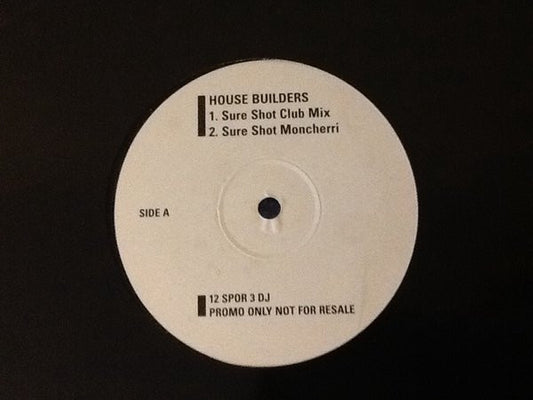 HOUSE BUILDERS
1. Sure Shot Club Mix
2. Sure Shot Moncherri
SIDE A
12 SPOR 3 DJ
PROMO ONLY NOT FOR RESALE